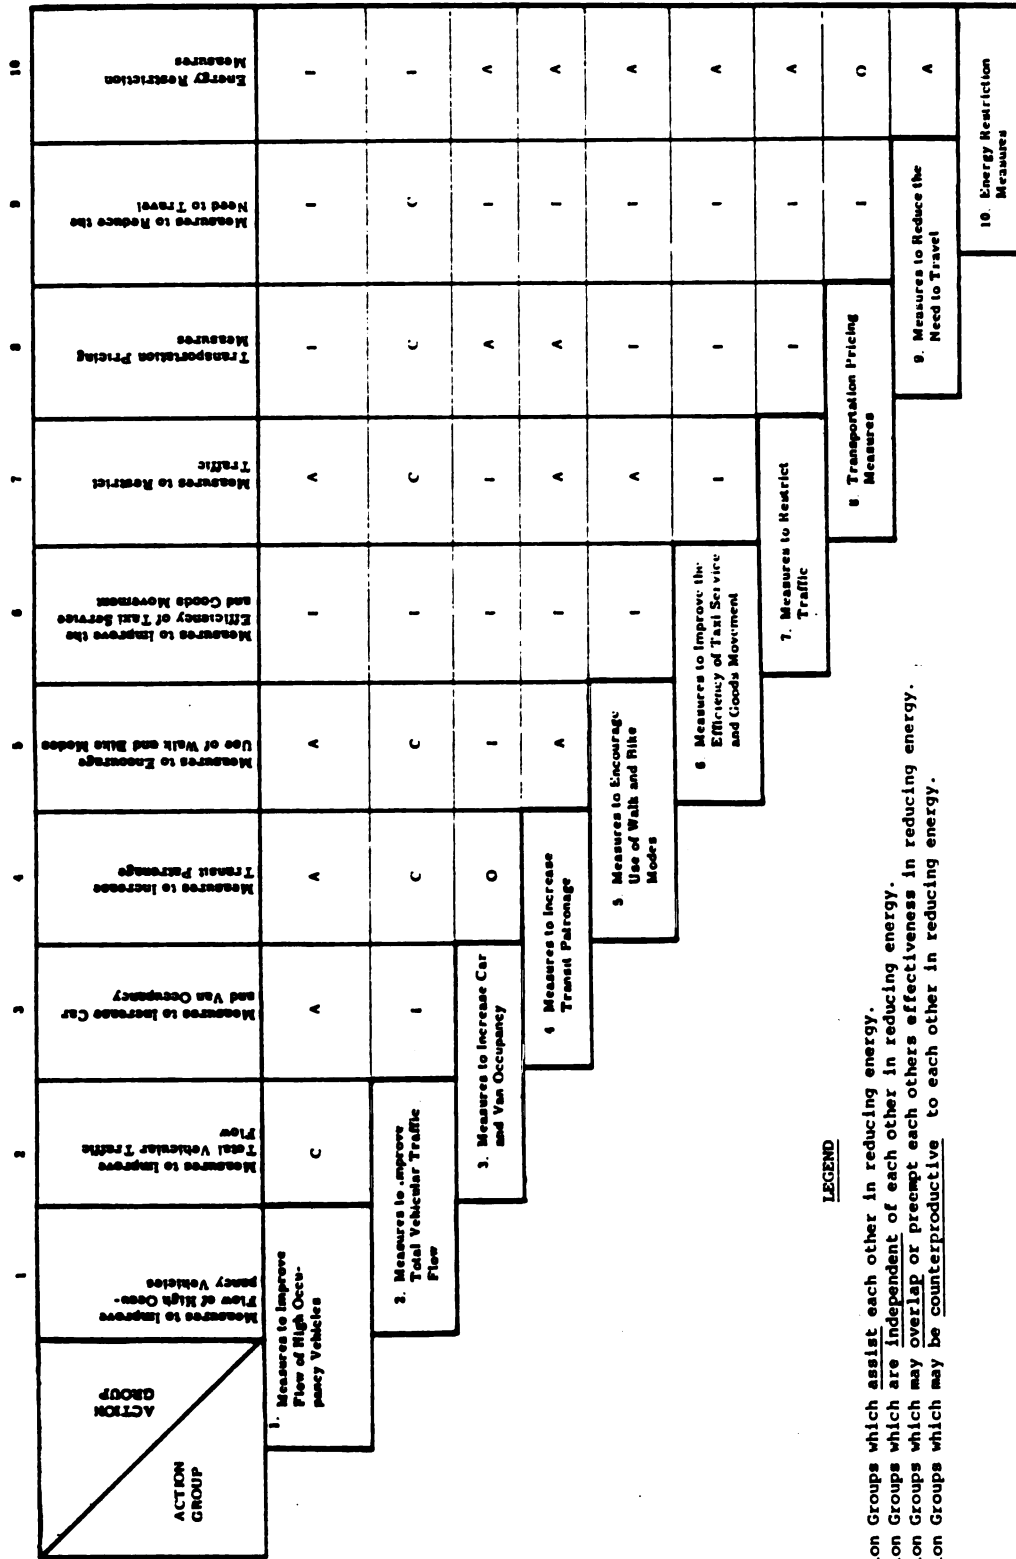 1 2 3 4 5 6 7 8 9 10
ACTION
GROUP
ACTION
GROUP
Measures to Improve
Flow of High Occu-
pancy Vehicles
Measures to Improve
Total Vehicular Traffic
Flow
Measures to Increase Car
and Van Occupancy
Measures to Increase
Transit Patronage
Measures to Encourage
Use of Walk and Bike Modes
Measures to Improve the
Efficiency of Taxi Service
and Goods Movement
Measures to Restrict
Traffic
Transportation Pricing
Measures
Measures to Reduce the
Need to Travel
Energy Restriction
Measures
1. Measures to Improve
Flow of High Occu-
pancy Vehicles
C A A A I A I I I
2. Measures to Improve
Total Vehicular Traffic
Flow
I C C I C C C I
3. Measures to Increase Car
and Van Occupancy
O I I I A I A
4 Measures to Increase
Transit Patronage
A I A A I A
5 Measures to Encourage
Use of Walk and Bike
Modes
I A I I A
6 Measures to Improve the
Efficiency of Taxi Service
and Goods Movement
I I I A
7. Measures to Restrict
Traffic
I I A
8 Transportation Pricing
Measures
I O
9. Measures to Reduce the
Need to Travel
A
10. Energy Restriction
Measures
LEGEND
on Groups which assist each other in reducing energy.
on Groups which are independent of each other in reducing energy.
on Groups which may overlap or preempt each others effectiveness in reducing energy.
on Groups which may be counterproductive to each other in reducing energy.